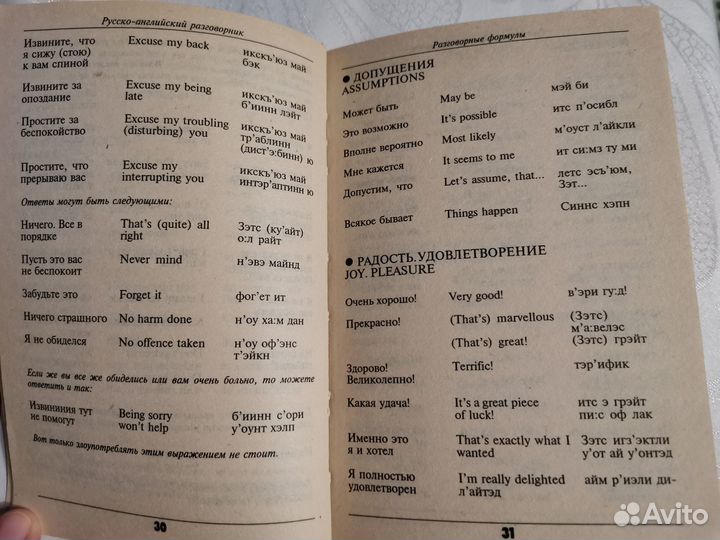 Русско-английский разговорник
Извините, что Excuse my back икскъ'юз май
я сижу (стою) бэк
к вам спиной
Извините за Excuse my being икскъ'юз май
опоздание late б'иинн лэйт
Простите за Excuse my troubling икскъ'юз май
беспокойство (disturbing) you тр'аблинн
(дист'э:бинн) ю
Простите, что Excuse my икскъ'юз май
прерываю вас interrupting you интэр'аптинн ю
Ответы могут быть следующими:
Ничего. Все в That's (quite) all Зэтс (ку'айт)
порядке right о:л райт
Пусть это вас Never mind н'эвэ майнд
не беспокоит
Забудьте это Forget it фог'ет ит
Ничего страшного No harm done н'оу ха:м дан
Я не обиделся No offence taken н'оу оф'энс
т'эйкн
Если же вы все же обиделись или вам очень больно, то можете
ответить и так:
Извинения тут Being sorry б'иинн с'ори
не помогут won't help у'оунт хэлп
Вот только злоупотреблять этим выражением не стоит.
30
Разговорные формулы
● ДОПУЩЕНИЯ
ASSUMPTIONS
Может быть May be мэй би
Это возможно It's possible итс п'осибл
Вполне вероятно Most likely м'оуст л'айкли
Мне кажется It seems to me ит си:мз ту ми
Допустим, что Let's assume, that... летс эсъ'юм,
Зэт...
Всякое бывает Things happen Синнс хэпн
● РАДОСТЬ.УДОВЛЕТВОРЕНИЕ
JOY. PLEASURE
Очень хорошо! Very good! в'эри гу:д!
Прекрасно! (That's) marvellous (Зэтс)
м'а:велэс
(That's) great! (Зэтс) грэйт
Здорово! Terrific! тэр'ифик
Великолепно!
Какая удача! It's a great piece итс э грэйт
of luck! пи:с оф лак
Именно это That's exactly what I Зэтс игз'эктли
я и хотел wanted у'от ай у'онтэд
Я полностью I'm really delighted айм р'иэли ди-
удовлетворен л'айтэд
31
Avito